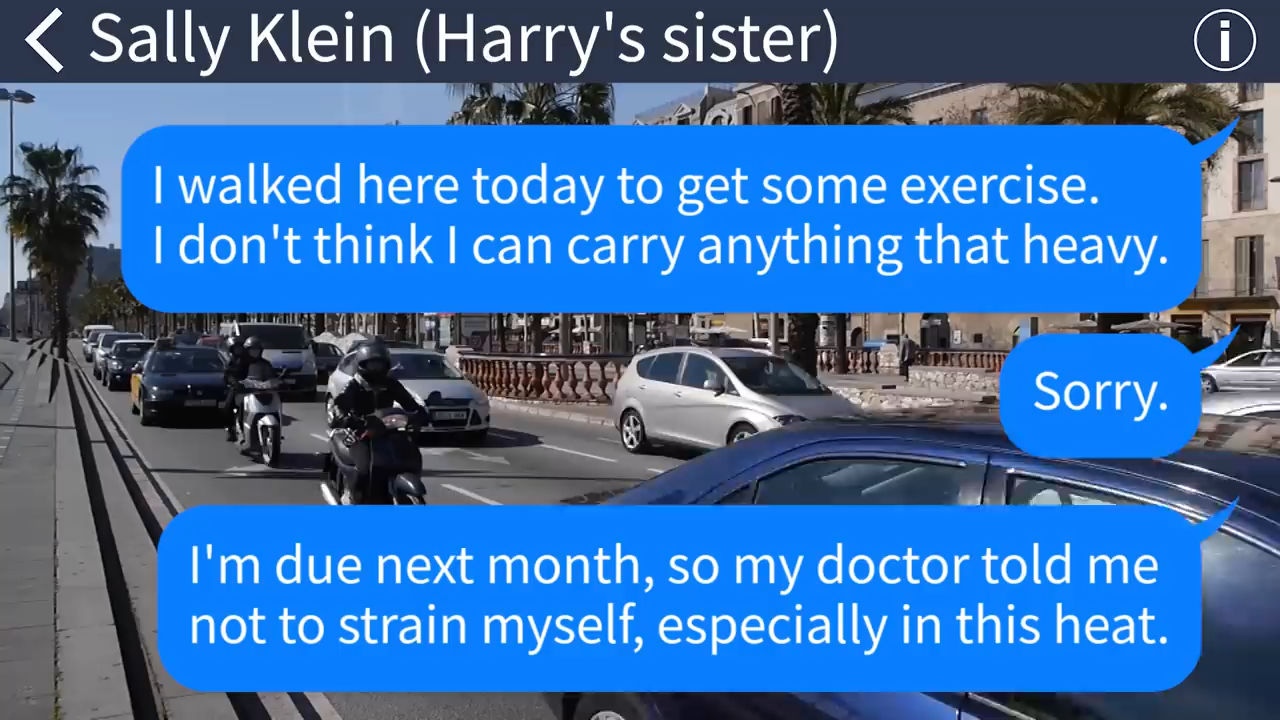 Sally Klein (Harry's sister)
I walked here today to get some exercise.
I don't think I can carry anything that heavy.
Sorry.
I'm due next month, so my doctor told me
not to strain myself, especially in this heat.